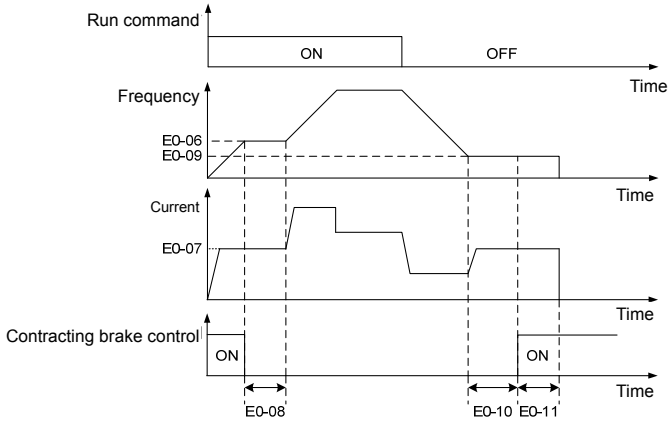 Run command
ON
OFF
Time
Frequency
E0-06
E0-09
Time
Current
E0-07
Time
Contracting brake control
ON
ON
Time
E0-08
E0-10
E0-11